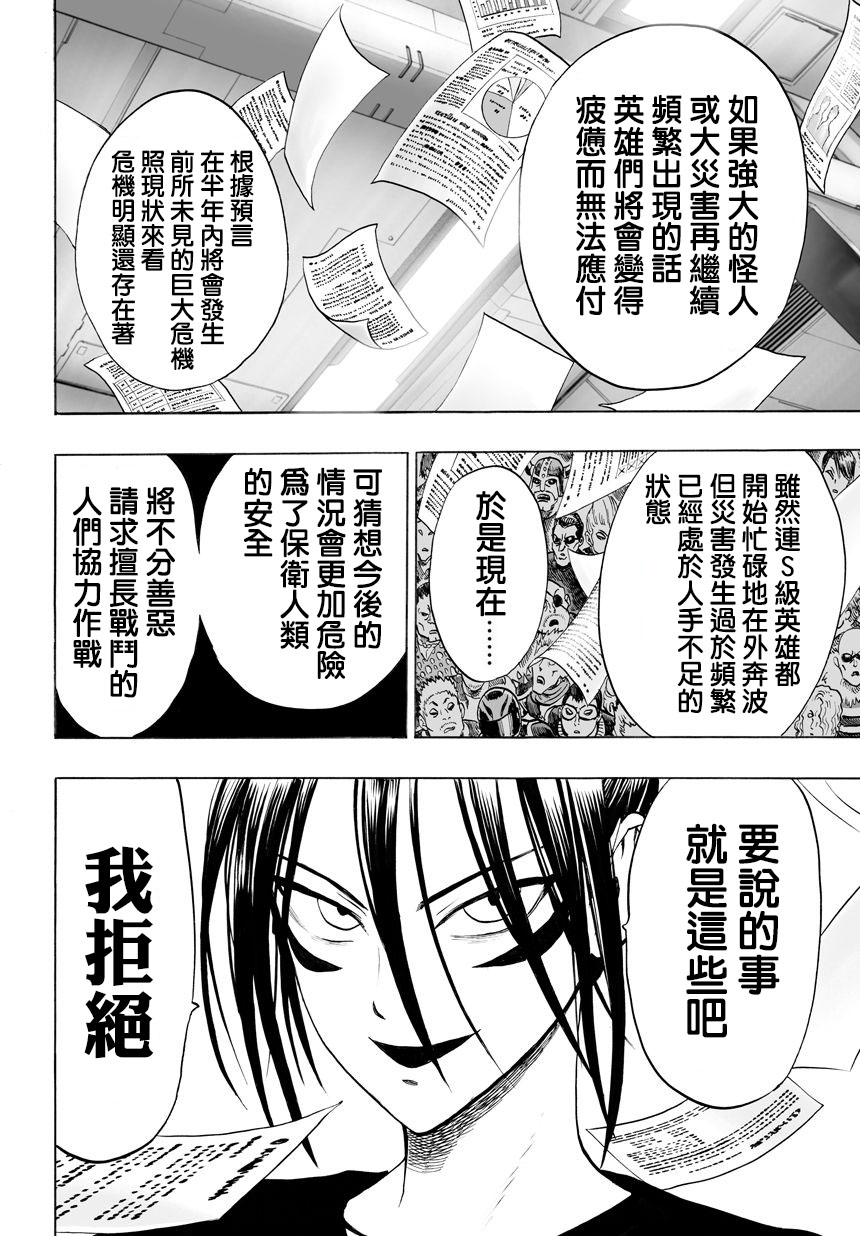 如果強大的怪人
或大災害再繼續
頻繁出現的話
英雄們將會變得
疲憊而無法應付
根據預言
在半年內將會發生
前所未見的巨大危機
照現狀來看
危機明顯還存在著
雖然連S級英雄都
開始忙碌地在外奔波
但災害發生過於頻繁
已經處於人手不足的
狀態
於是現在……
可猜想今後的
情況會更加危險
爲了保衛人類
的安全
將不分善惡
請求擅長戰鬥的
人們協力作戰
要說的事
就是這些吧
我拒絕